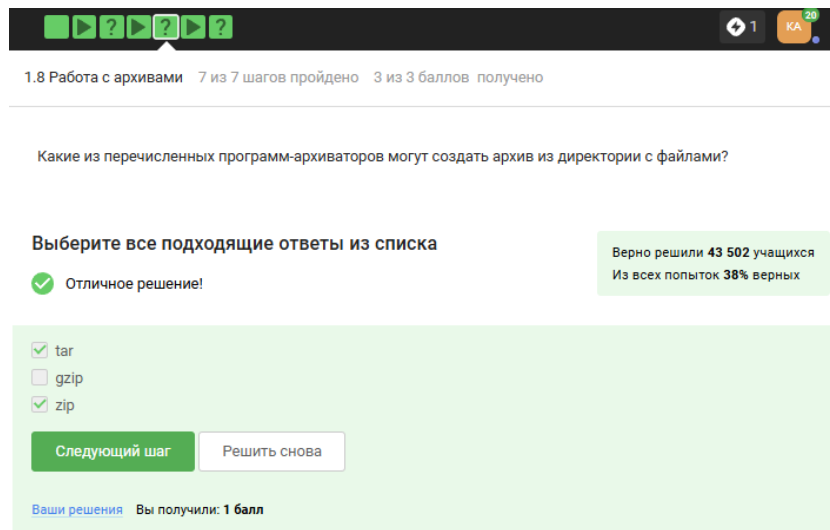 ? ? ?
1 КА 20
1.8 Работа с архивами 7 из 7 шагов пройдено 3 из 3 баллов получено
Какие из перечисленных программ-архиваторов могут создать архив из директории с файлами?
Выберите все подходящие ответы из списка
Верно решили 43 502 учащихся
Из всех попыток 38% верных
Отличное решение!
tar
gzip
zip
Следующий шаг Решить снова
Ваши решения Вы получили: 1 балл